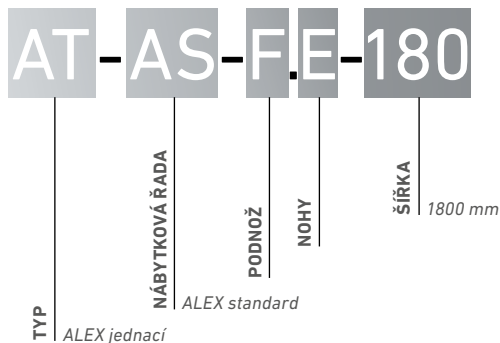 AT-AS-F.E-180
TYP
ALEX jednací
NÁBYTKOVÁ ŘADA
ALEX standard
PODNOŽ
NOHY
ŠÍŘKA
1800 mm